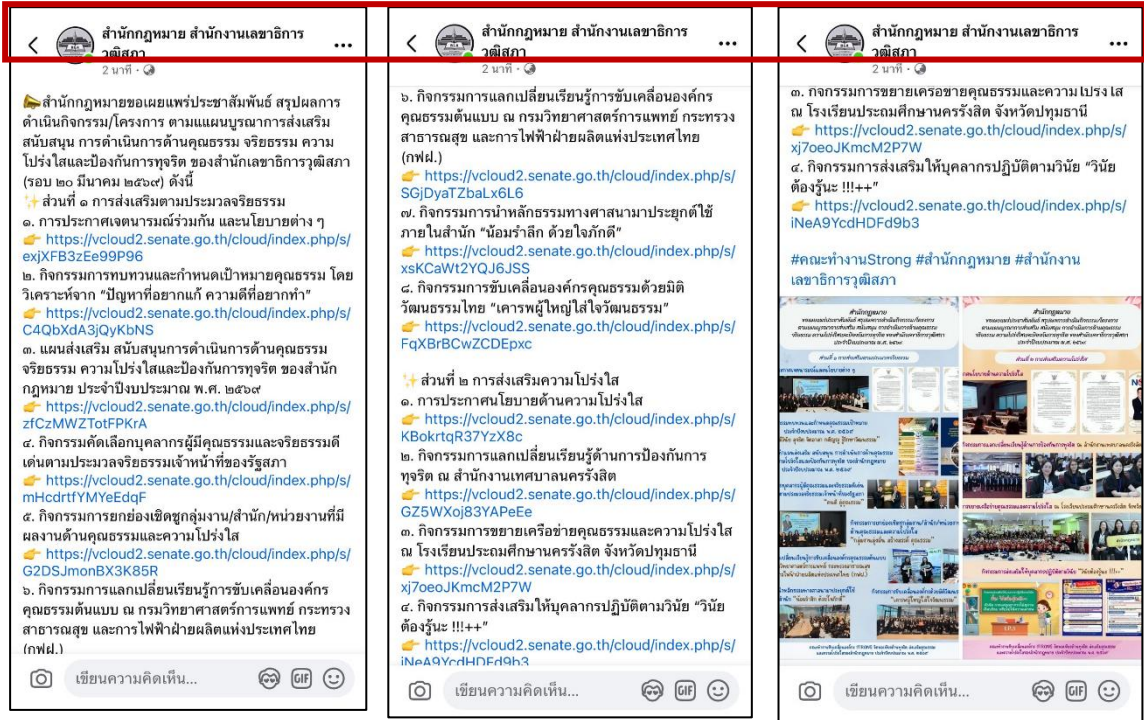 สำนักกฎหมาย สำนักงานเลขาธิการ
วุฒิสภา
2 นาที
📣สำนักกฎหมายขอเผยแพร่ประชาสัมพันธ์ สรุปผลการ
ดำเนินกิจกรรม/โครงการ ตามแผนบูรณาการส่งเสริม
สนับสนุน การดำเนินการด้านคุณธรรม จริยธรรม ความ
โปร่งใสและป้องกันการทุจริต ของสำนักเลขาธิการวุฒิสภา
(รอบ ๒๐ มีนาคม ๒๕๖๙) ดังนี้
✨ ส่วนที่ ๑ การส่งเสริมตามประมวลจริยธรรม
๑. การประกาศเจตนารมณ์ร่วมกัน และนโยบายต่าง ๆ
👉 https://vcloud2.senate.go.th/cloud/index.php/s/
exjXFB3zEe99P96
๒. กิจกรรมการทบทวนและกำหนดเป้าหมายคุณธรรม โดย
วิเคราะห์จาก “ปัญหาที่อยากแก้ ความดีที่อยากทำ”
👉 https://vcloud2.senate.go.th/cloud/index.php/s/
C4QbXdA3jQyKbNS
๓. แผนส่งเสริม สนับสนุนการดำเนินการด้านคุณธรรม
จริยธรรม ความโปร่งใสและป้องกันการทุจริต ของสำนัก
กฎหมาย ประจำปีงบประมาณ พ.ศ. ๒๕๖๙
👉 https://vcloud2.senate.go.th/cloud/index.php/s/
zfCzMWZTotFPKrA
๔. กิจกรรมคัดเลือกบุคลากรผู้มีคุณธรรมและจริยธรรมดี
เด่นตามประมวลจริยธรรมเจ้าหน้าที่ของรัฐสภา
👉 https://vcloud2.senate.go.th/cloud/index.php/s/
mHcdrtfYMYeEdqF
๕. กิจกรรมการยกย่องเชิดชูกลุ่มงาน/สำนัก/หน่วยงานที่มี
ผลงานด้านคุณธรรมและความโปร่งใส
👉 https://vcloud2.senate.go.th/cloud/index.php/s/
G2DSJmonBX3K85R
๖. กิจกรรมการแลกเปลี่ยนเรียนรู้การขับเคลื่อนองค์กร
คุณธรรมต้นแบบ ณ กรมวิทยาศาสตร์การแพทย์ กระทรวง
สาธารณสุข และการไฟฟ้าฝ่ายผลิตแห่งประเทศไทย
(กฟผ.)
เขียนความคิดเห็น...
GIF
สำนักกฎหมาย สำนักงานเลขาธิการ
วุฒิสภา
2 นาที
๖. กิจกรรมการแลกเปลี่ยนเรียนรู้การขับเคลื่อนองค์กร
คุณธรรมต้นแบบ ณ กรมวิทยาศาสตร์การแพทย์ กระทรวง
สาธารณสุข และการไฟฟ้าฝ่ายผลิตแห่งประเทศไทย
(กฟผ.)
👉 https://vcloud2.senate.go.th/cloud/index.php/s/
SGjDyaTZbaLx6L6
๗. กิจกรรมการนำหลักธรรมทางศาสนามาประยุกต์ใช้
ภายในสำนัก “น้อมรำลึก ด้วยใจภักดี”
👉 https://vcloud2.senate.go.th/cloud/index.php/s/
xsKCaWt2YQJ6JSS
๘. กิจกรรมการขับเคลื่อนองค์กรคุณธรรมด้วยมิติ
วัฒนธรรมไทย “เคารพผู้ใหญ่ใส่ใจวัฒนธรรม”
👉 https://vcloud2.senate.go.th/cloud/index.php/s/
FqXBrBCwZCDEpxc
✨ ส่วนที่ ๒ การส่งเสริมความโปร่งใส
๑. การประกาศนโยบายด้านความโปร่งใส
👉 https://vcloud2.senate.go.th/cloud/index.php/s/
KBokrtqR37YzX8c
๒. กิจกรรมการแลกเปลี่ยนเรียนรู้ด้านการป้องกันการ
ทุจริต ณ สำนักงานเทศบาลนครรังสิต
👉 https://vcloud2.senate.go.th/cloud/index.php/s/
GZ5WXoj83YAPeEe
๓. กิจกรรมการขยายเครือข่ายคุณธรรมและความโปร่งใส
ณ โรงเรียนประถมศึกษานครรังสิต จังหวัดปทุมธานี
👉 https://vcloud2.senate.go.th/cloud/index.php/s/
xj7oeoJKmcM2P7W
๔. กิจกรรมการส่งเสริมให้บุคลากรปฏิบัติตามวินัย “วินัย
ต้องรู้นะ !!!++”
👉 https://vcloud2.senate.go.th/cloud/index.php/s/
iNeA9YcdHDFd9b3
เขียนความคิดเห็น...
GIF
สำนักกฎหมาย สำนักงานเลขาธิการ
วุฒิสภา
2 นาที
๓. กิจกรรมการขยายเครือข่ายคุณธรรมและความโปร่งใส
ณ โรงเรียนประถมศึกษานครรังสิต จังหวัดปทุมธานี
👉 https://vcloud2.senate.go.th/cloud/index.php/s/
xj7oeoJKmcM2P7W
๔. กิจกรรมการส่งเสริมให้บุคลากรปฏิบัติตามวินัย “วินัย
ต้องรู้นะ !!!++”
👉 https://vcloud2.senate.go.th/cloud/index.php/s/
iNeA9YcdHDFd9b3
#คณะทำงานStrong #สำนักกฎหมาย #สำนักงาน
เลขาธิการวุฒิสภา
สำนักกฎหมาย
ส่วนที่ ๑ การส่งเสริมตามประมวลจริยธรรม
สำนักกฎหมาย
ส่วนที่ ๒ การส่งเสริมความโปร่งใส
เขียนความคิดเห็น...
GIF